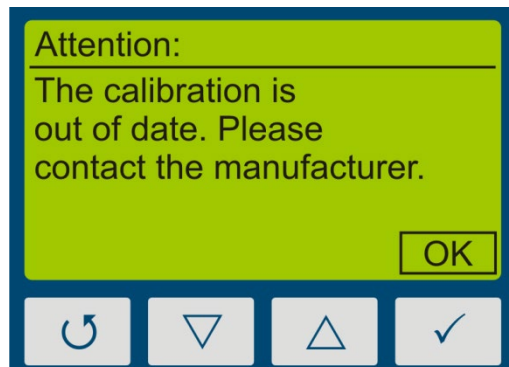 Attention:
The calibration is
out of date. Please
contact the manufacturer.
OK